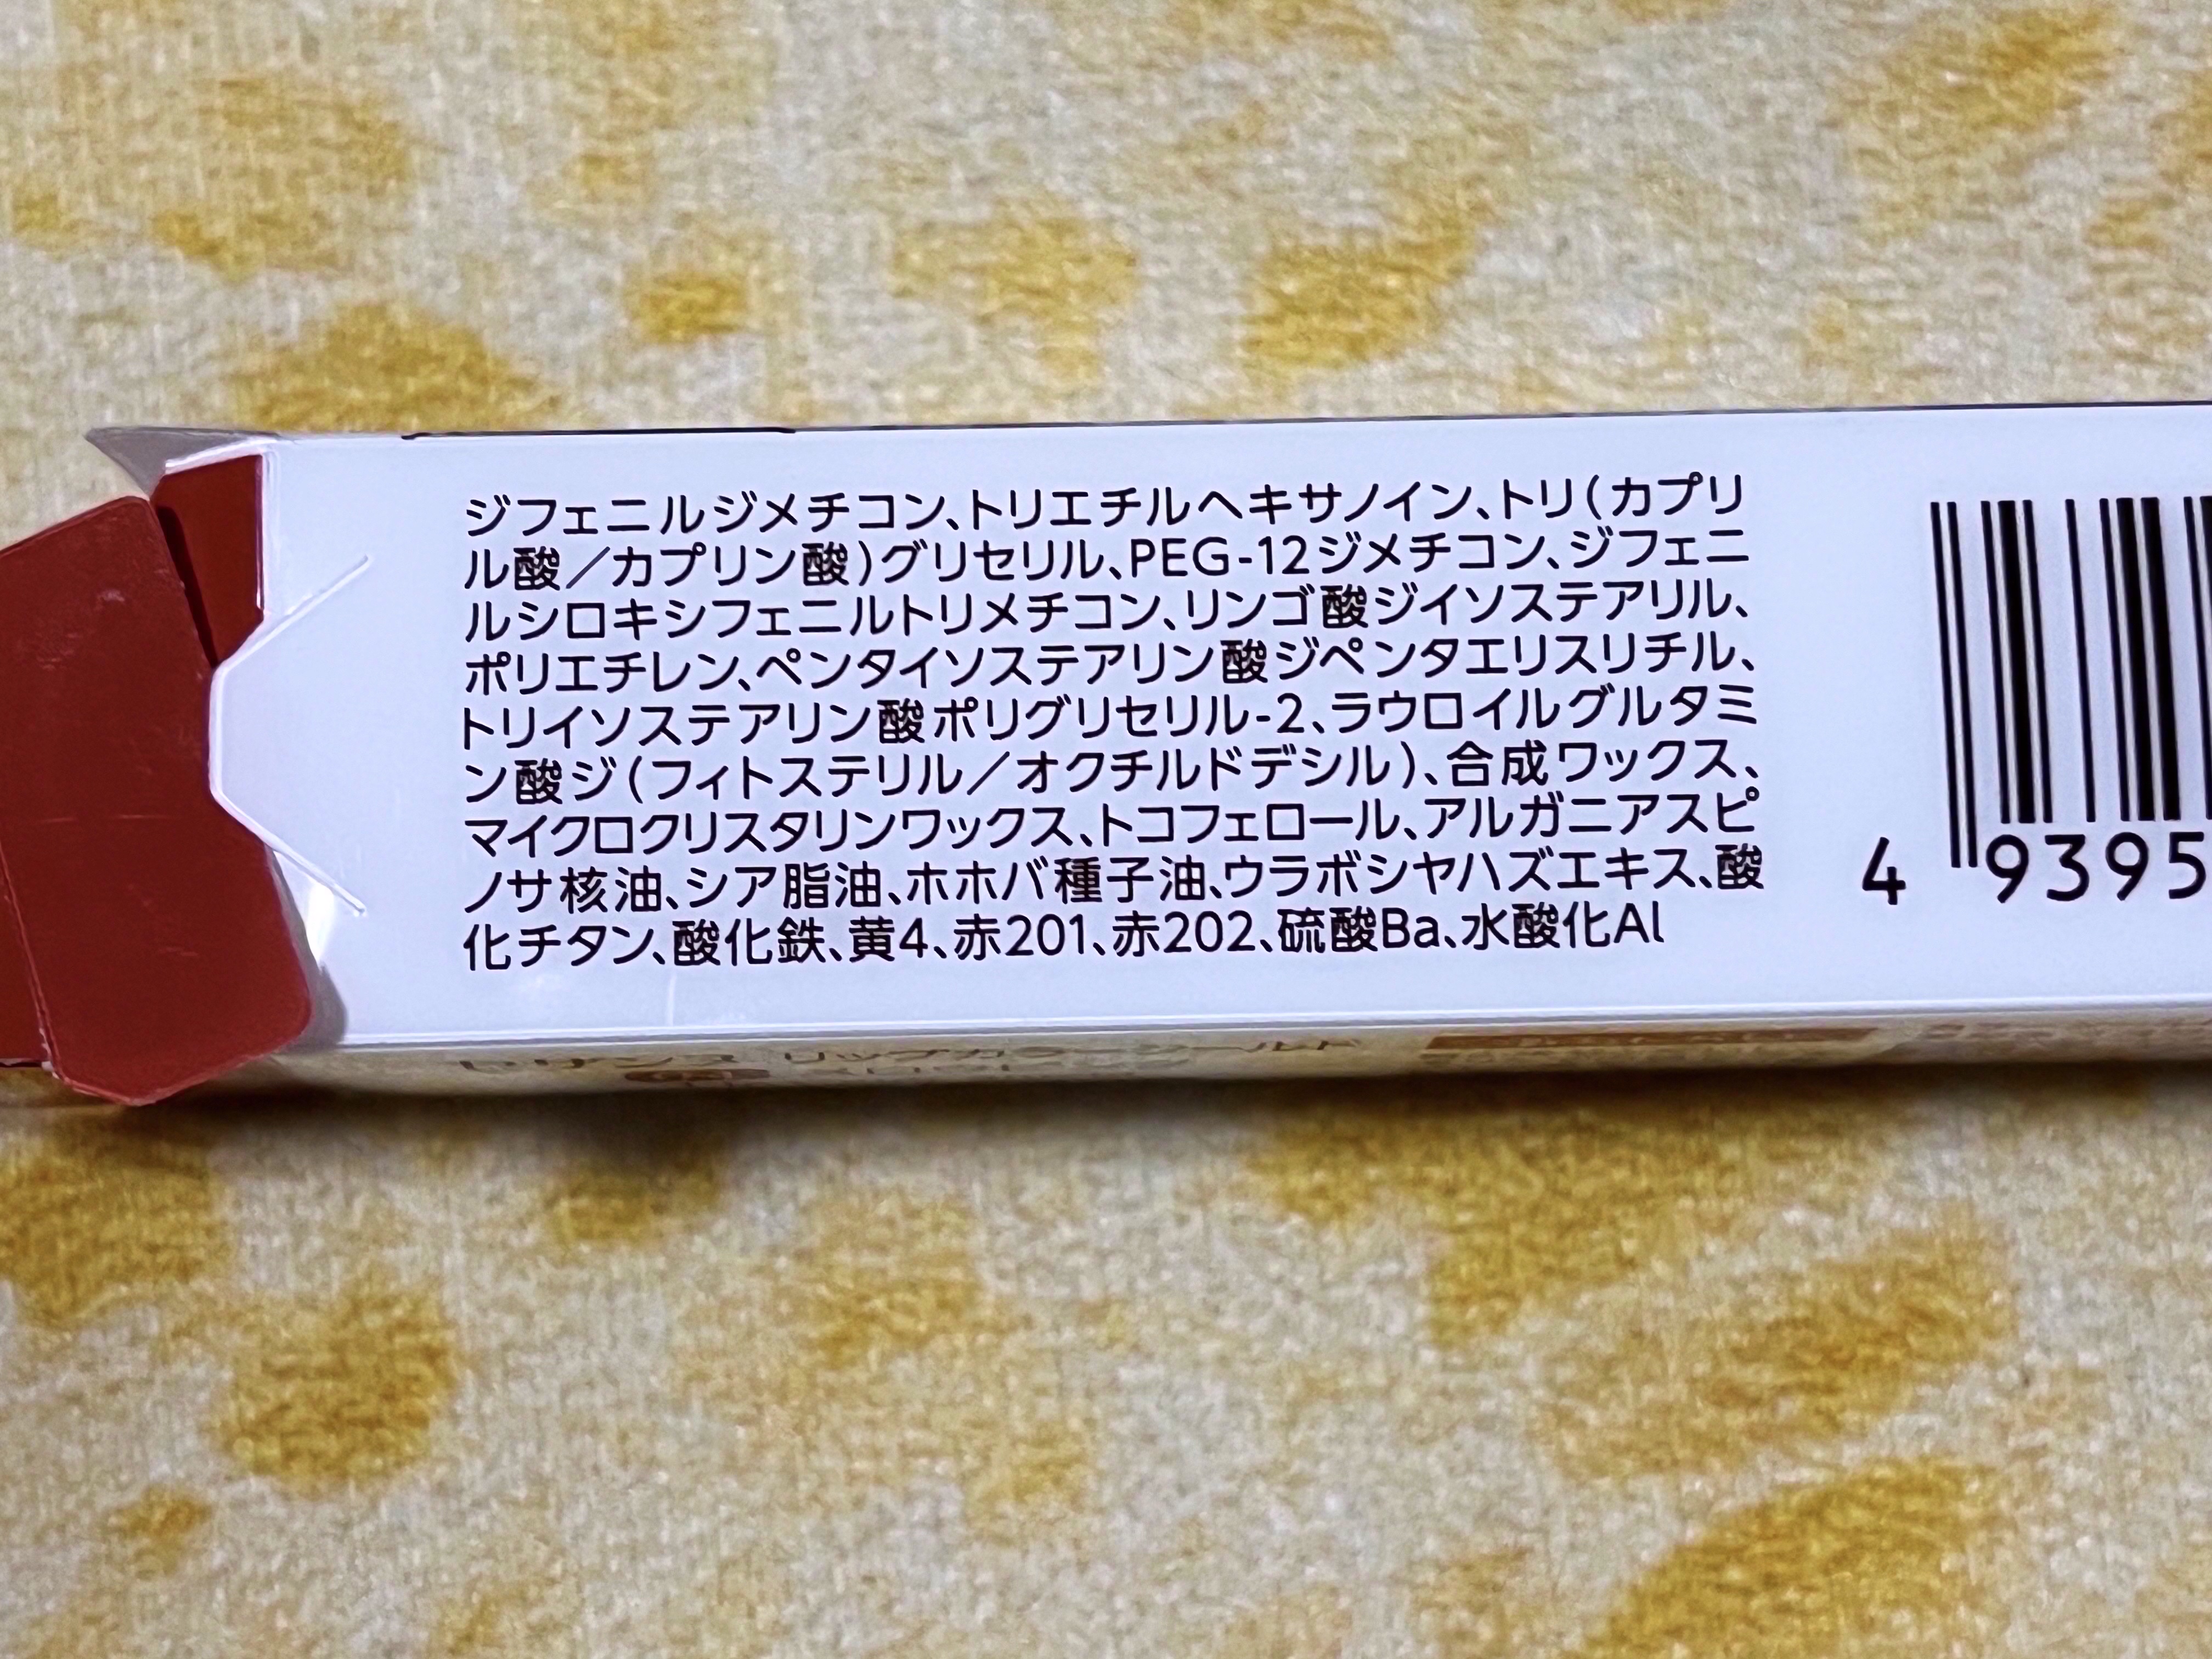 ジフェニルジメチコン、トリエチルヘキサノイン、トリ(カプリ
ル酸/カプリン酸)グリセリル、PEG-12ジメチコン、ジフェニ
ルシロキシフェニルトリメチコン、リンゴ酸ジイソステアリル、
ポリエチレン、ペンタイソステアリン酸ジペンタエリスリチル、
トリイソステアリン酸ポリグリセリル-2、ラウロイルグルタミ
ン酸ジ(フィトステリル/オクチルドデシル)、合成ワックス、
マイクロクリスタリンワックス、トコフェロール、アルガニアスピ
ノサ核油、シア脂油、ホホバ種子油、ウラボシヤハズエキス、酸
化チタン、酸化鉄、黄4、赤201、赤202、硫酸Ba、水酸化Al
4 9395